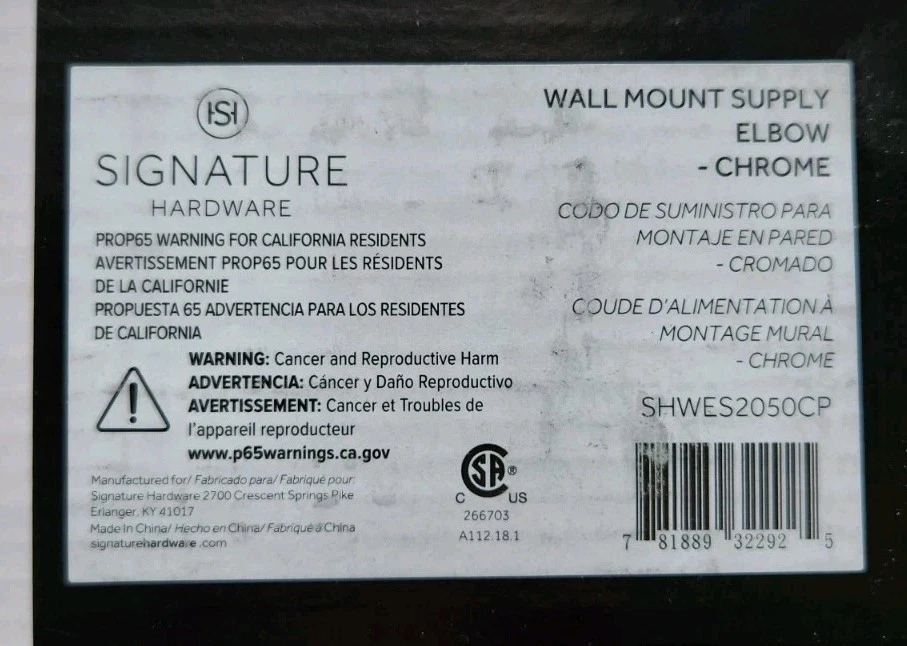 HSH
SIGNATURE
HARDWARE
PROP65 WARNING FOR CALIFORNIA RESIDENTS
AVERTISSEMENT PROP65 POUR LES RÉSIDENTS
DE LA CALIFORNIE
PROPUESTA 65 ADVERTENCIA PARA LOS RESIDENTES
DE CALIFORNIA
WARNING: Cancer and Reproductive Harm
ADVERTENCIA: Cáncer y Daño Reproductivo
AVERTISSEMENT: Cancer et Troubles de
l'appareil reproducteur
www.p65warnings.ca.gov
!
Manufactured for/ Fabricado para/ Fabriqué pour:
Signature Hardware 2700 Crescent Springs Pike
Erlanger, KY 41017
Made In China/ Hecho en China/ Fabriqué à China
signaturehardware.com
C SA ® US
266703
A112.18.1
WALL MOUNT SUPPLY
ELBOW
- CHROME
CODO DE SUMINISTRO PARA
MONTAJE EN PARED
- CROMADO
COUDE D'ALIMENTATION À
MONTAGE MURAL
- CHROME
SHWES2050CP
7 81889 32292 5